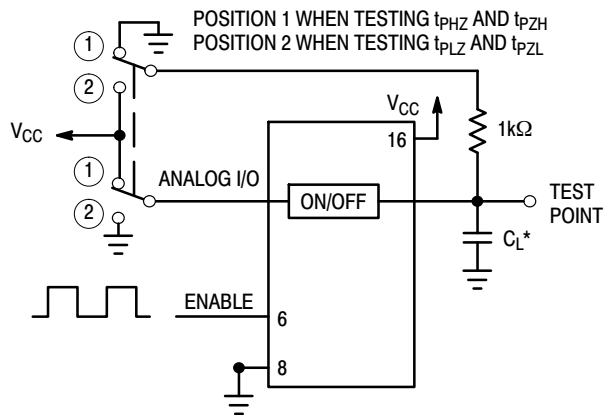 POSITION 1 WHEN TESTING tPHZ AND tPZH
POSITION 2 WHEN TESTING tPLZ AND tPZL
1
2
VCC
VCC
16
1kΩ
1
2
ANALOG I/O
ON/OFF
TEST
POINT
CL*
ENABLE
6
8